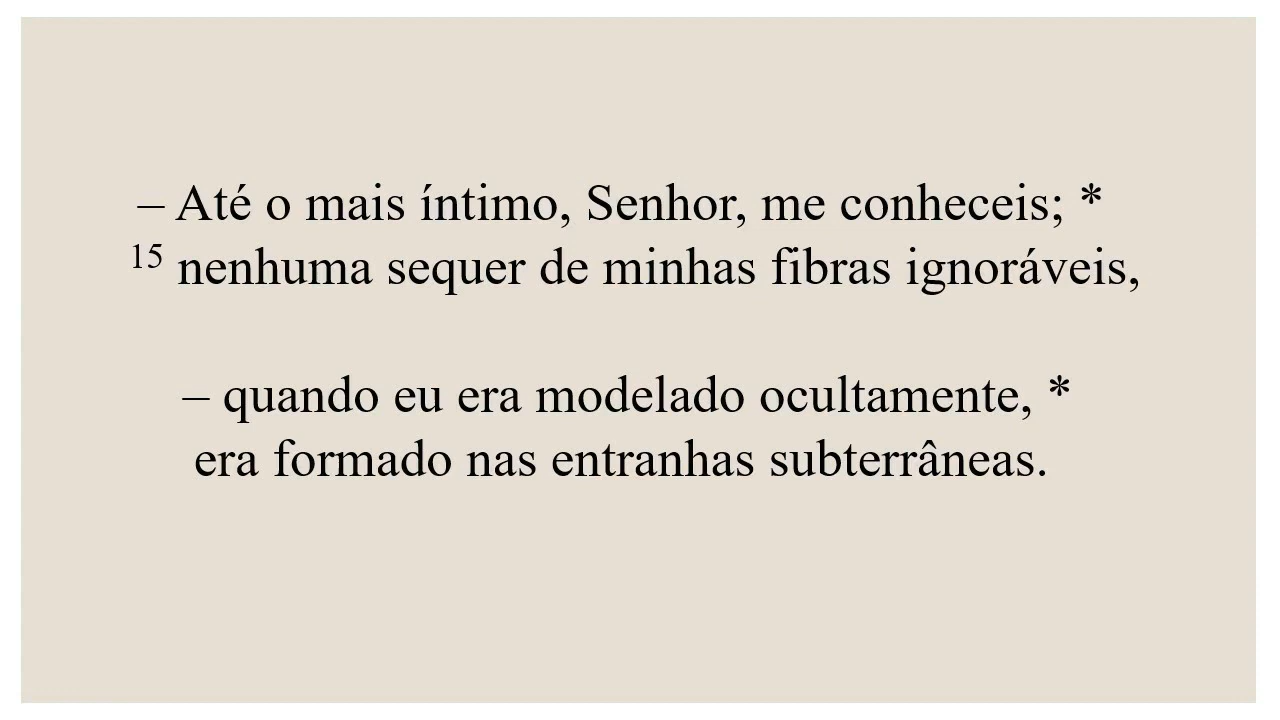 – Até o mais íntimo, Senhor, me conheceis; *
15 nenhuma sequer de minhas fibras ignoráveis,
– quando eu era modelado ocultamente, *
era formado nas entranhas subterrâneas.